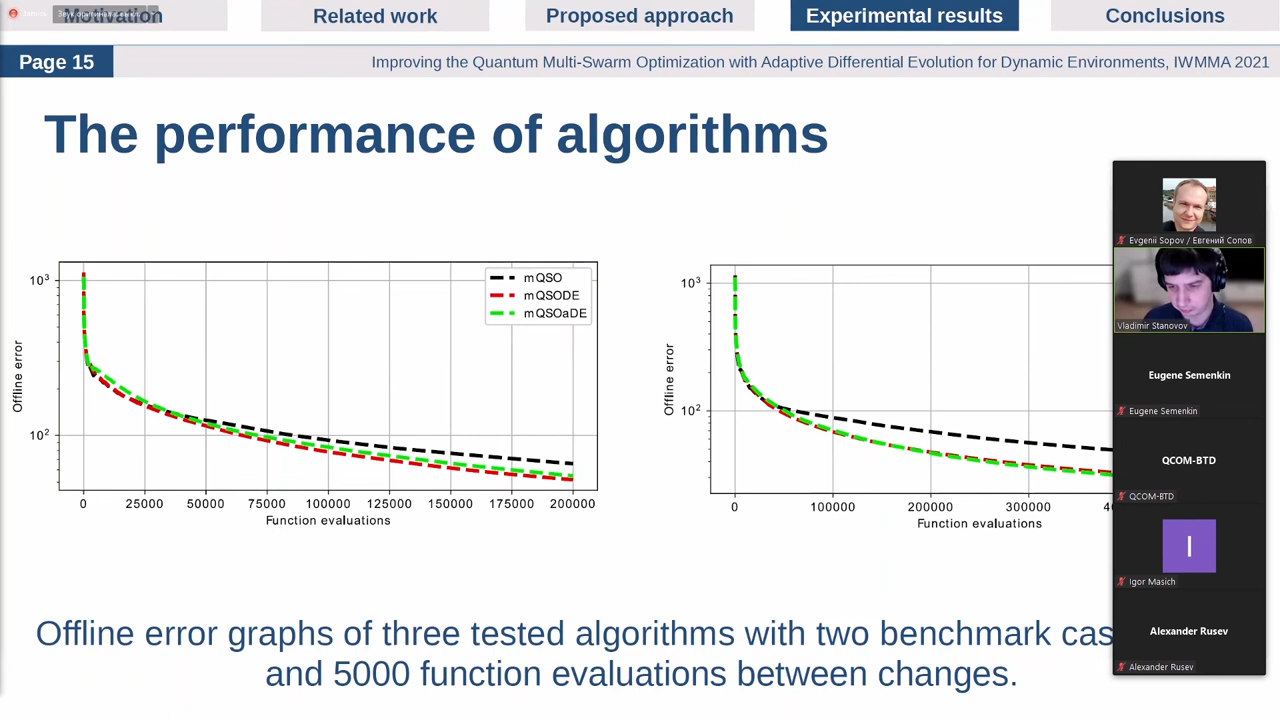 Motivation
Related work
Proposed approach
Experimental results
Conclusions
Page 15
Improving the Quantum Multi-Swarm Optimization with Adaptive Differential Evolution for Dynamic Environments, IWMMA 2021
The performance of algorithms
10³
10²
Offline error
mQSO
mQSODE
mQSOaDE
0 25000 50000 75000 100000 125000 150000 175000 200000
Function evaluations
10³
10²
Offline error
0 100000 200000 300000
Function evaluations
Offline error graphs of three tested algorithms with two benchmark cas
and 5000 function evaluations between changes.
Evgenii Sopov / Евгений Сопов
Vladimir Stanovov
Eugene Semenkin
Eugene Semenkin
QCOM-BTD
QCOM-BTD
I
Igor Masich
Alexander Rusev
Alexander Rusev